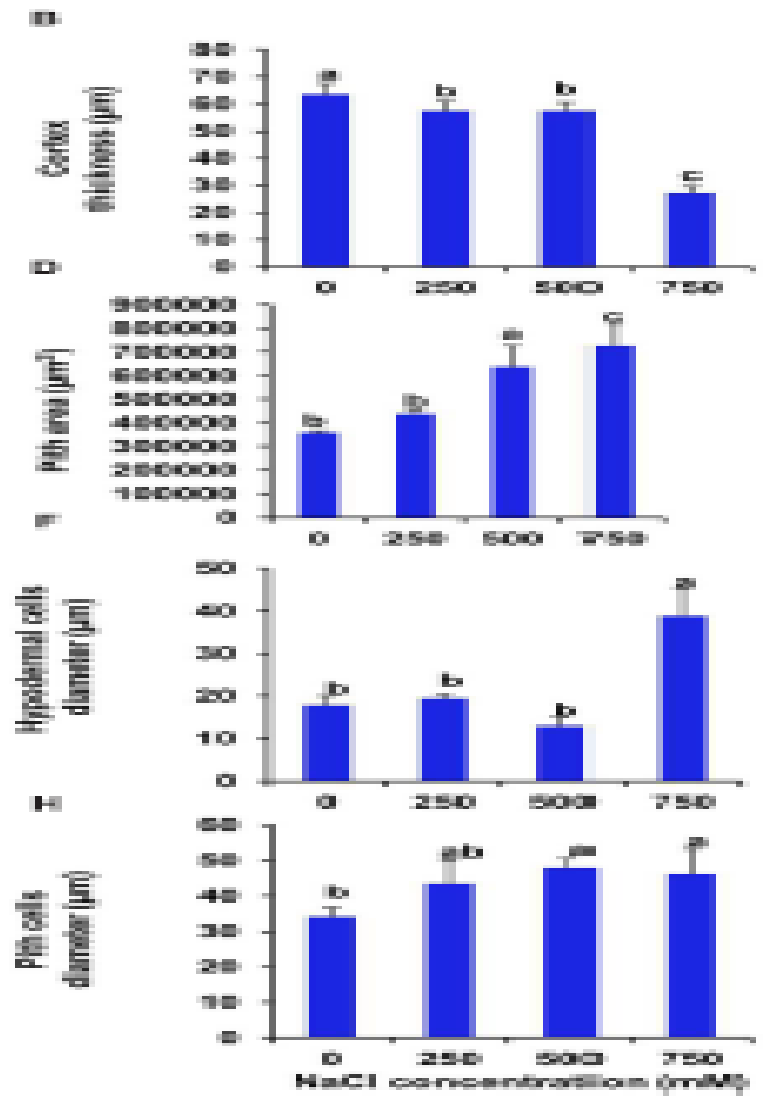 B
Cortex
thickness (µm)
80
70
60
50
40
30
20
10
0
a
b
b
0
250
500
750
D
Pith area (µm²)
900000
800000
700000
600000
500000
400000
300000
200000
100000
0
b
b
0
250
500
750
Hypodermal cells
diameter (µm)
50
40
30
20
10
0
b
b
b
a
0
250
500
750
H
Pith cells
diameter (µm)
60
50
40
30
20
10
0
b
ab
a
a
0
250
500
750
NaCl concentration (mM)